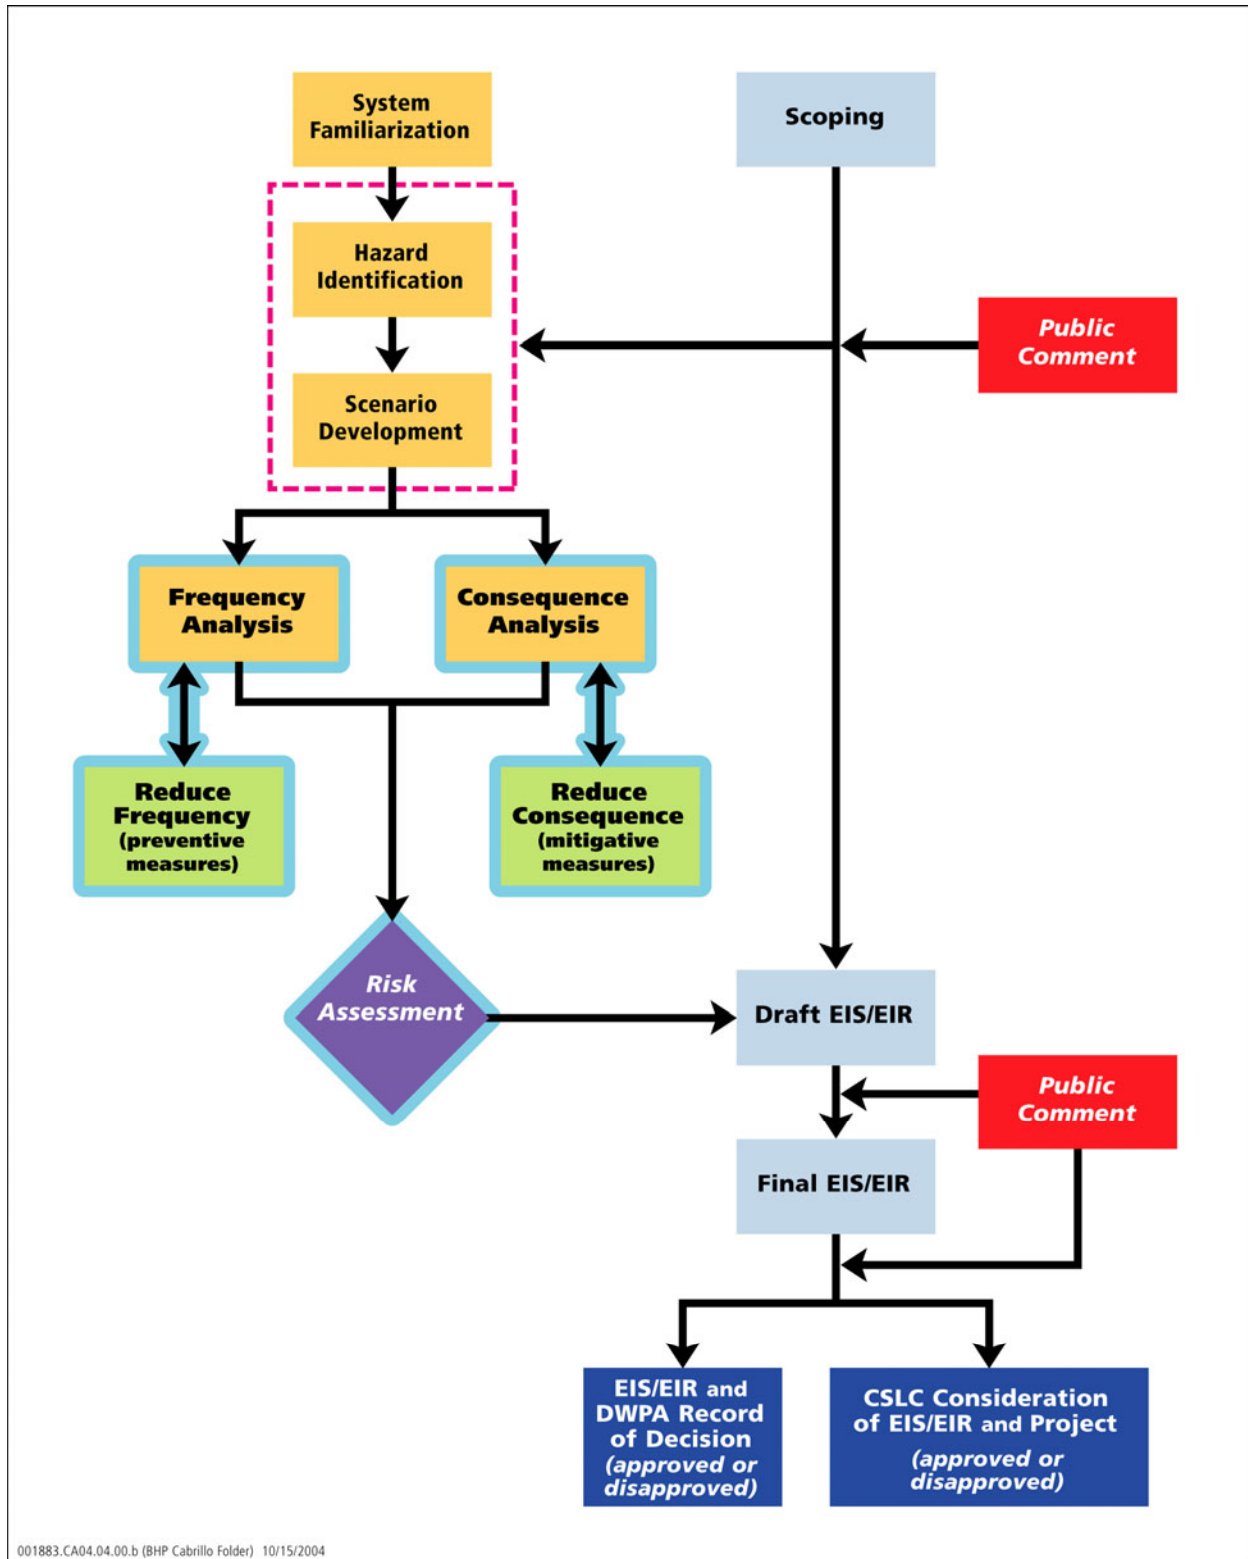 System
Familiarization
Scoping
Hazard
Identification
Public
Comment
Scenario
Development
Frequency
Analysis
Consequence
Analysis
Reduce
Frequency
(preventive
measures)
Reduce
Consequence
(mitigative
measures)
Risk
Assessment
Draft EIS/EIR
Public
Comment
Final EIS/EIR
EIS/EIR and
DWPA Record
of Decision
(approved or
disapproved)
CSLC Consideration
of EIS/EIR and Project
(approved or
disapproved)
001883.CA04.04.00.b (BHP Cabrillo Folder) 10/15/2004